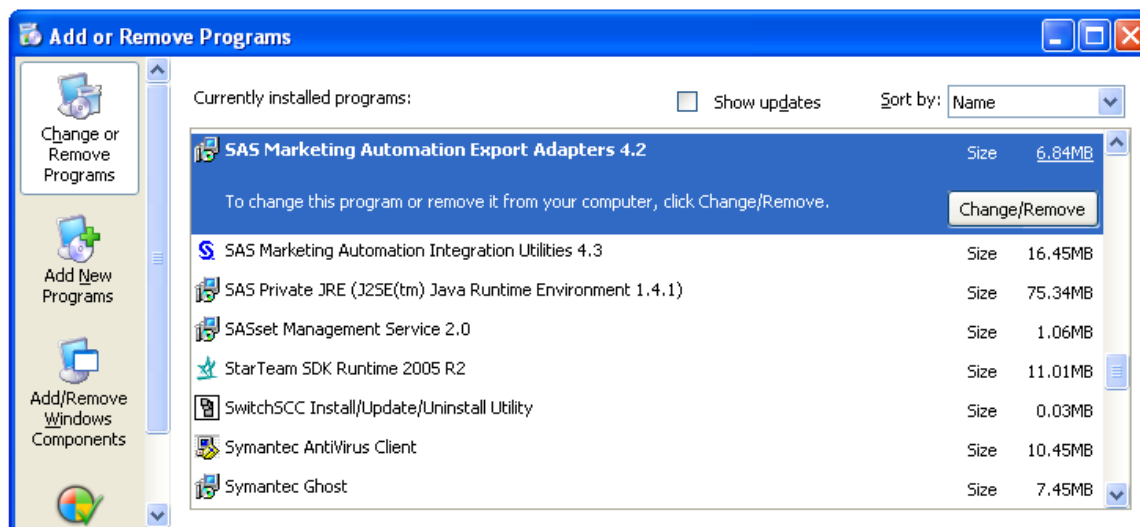 Add or Remove Programs
Change or
Remove
Programs
Add New
Programs
Add/Remove
Windows
Components
Currently installed programs:
Show updates
Sort by: Name
SAS Marketing Automation Export Adapters 4.2 Size 6.84MB
To change this program or remove it from your computer, click Change/Remove. Change/Remove
SAS Marketing Automation Integration Utilities 4.3 Size 16.45MB
SAS Private JRE (J2SE(tm) Java Runtime Environment 1.4.1) Size 75.34MB
SASset Management Service 2.0 Size 1.06MB
StarTeam SDK Runtime 2005 R2 Size 11.01MB
SwitchSCC Install/Update/Uninstall Utility Size 0.03MB
Symantec AntiVirus Client Size 10.45MB
Symantec Ghost Size 7.45MB